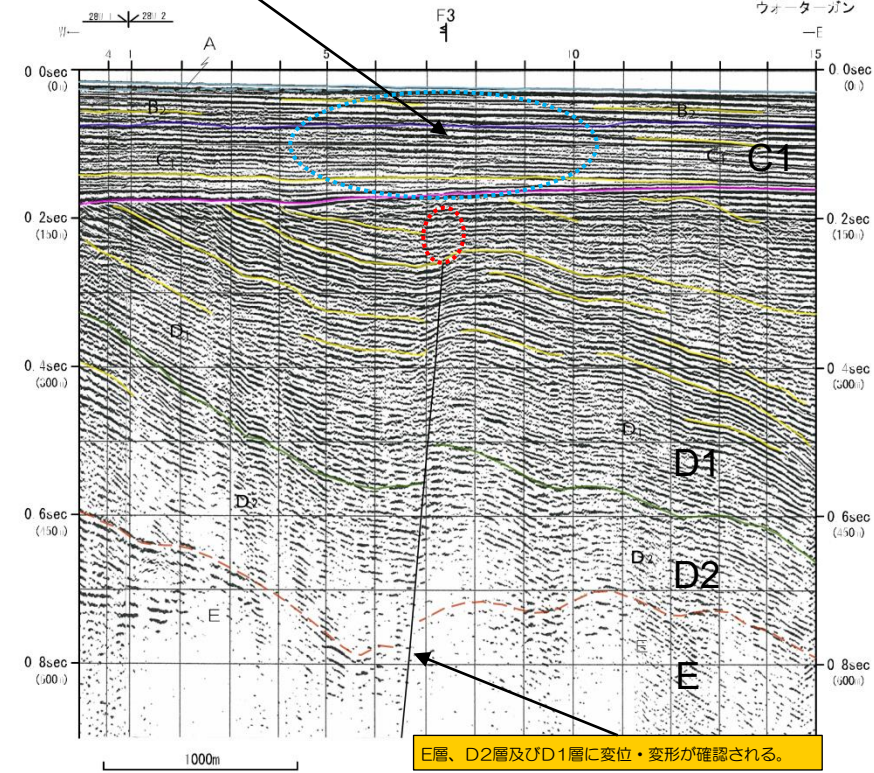 ウォーターガン
F3
W
E
A
4 1 5 10 15
0 0sec 0 0sec
(0m) (0m)
B₂ B₂
C₁ C₁ C1
0 2sec 0 2sec
(150m) (150m)
D₁
0 4sec 0 4sec
(300m) (300m)
D₁
D1
D₂
0 6sec 0 6sec
(450m) (450m)
D₂
D2
E
E
E
0 8sec 0 8sec
(600m) (600m)
E層、D2層及びD1層に変位・変形が確認される。
1000m